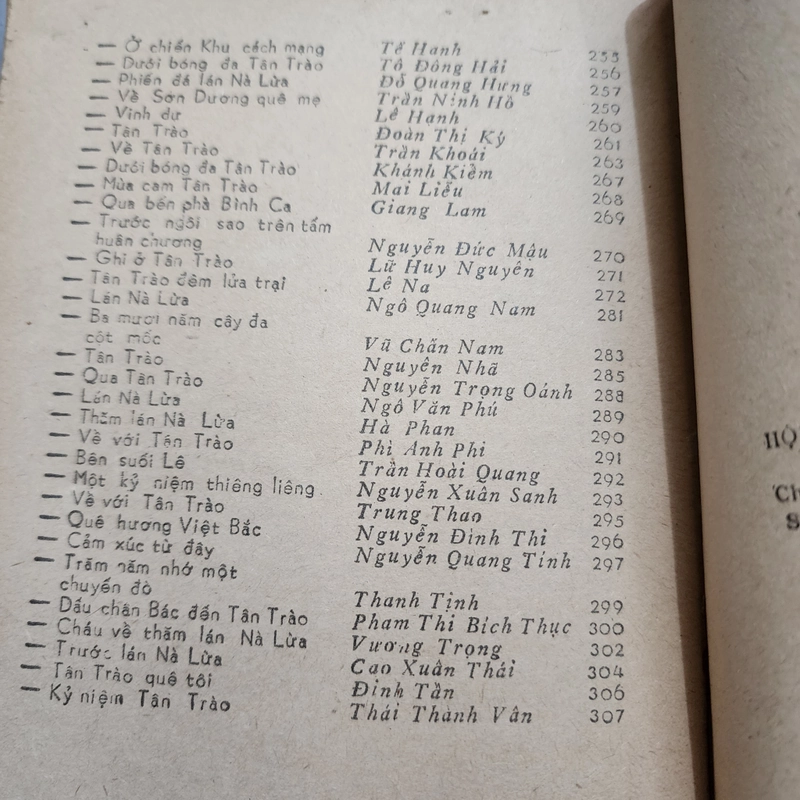 — Ở chiến Khu cách mạng Tế Hanh 255
— Dưới bóng đa Tân Trào Tô Đông Hải 256
— Phiến đá lán Nà Lừa Đỗ Quang Hưng 257
— Về Sơn Dương quê mẹ Trần Ninh Hồ 259
— Vinh dự Lê Hạnh 260
— Tân Trào Đoàn Thị Ký 261
— Về Tân Trào Trần Khoái 263
— Dưới bóng đa Tân Trào Khánh Kiềm 267
— Mùa cam Tân Trào Mai Liễu 268
— Qua bến phà Bình Ca Giang Lam 269
— Trước ngôi sao trên tấm
huân chương Nguyễn Đức Mậu 270
— Ghi ở Tân Trào Lữ Huy Nguyên 271
— Tân Trào đêm lửa trại Lê Na 272
— Lán Nà Lừa Ngô Quang Nam 281
— Ba mươi năm cây đa
cột mốc Vũ Chấn Nam 283
— Tân Trào Nguyên Nhã 285
— Qua Tân Trào Nguyễn Trọng Oánh 288
— Lán Nà Lừa Ngô Văn Phú 289
— Thăm lán Nà Lừa Hà Phan 290
— Về với Tân Trào Phi Anh Phi 291
— Bên suối Lê Trần Hoài Quang 292
— Một kỷ niệm thiêng liêng Nguyễn Xuân Sanh 293
— Về với Tân Trào Trung Thao 295
— Quê hương Việt Bắc Nguyễn Đình Thi 296
— Cảm xúc từ đây Nguyễn Quang Tính 297
— Trăm năm nhớ một
chuyến đò Thanh Tịnh 299
— Dấu chân Bác đến Tân Trào Phạm Thị Bích Thục 300
— Cháu về thăm lán Nà Lừa Vương Trọng 302
— Trước lán Nà Lừa Cao Xuân Thái 304
— Tân Trào quê tôi Đinh Tấn 306
— Kỷ niệm Tân Trào Thái Thành Vân 307